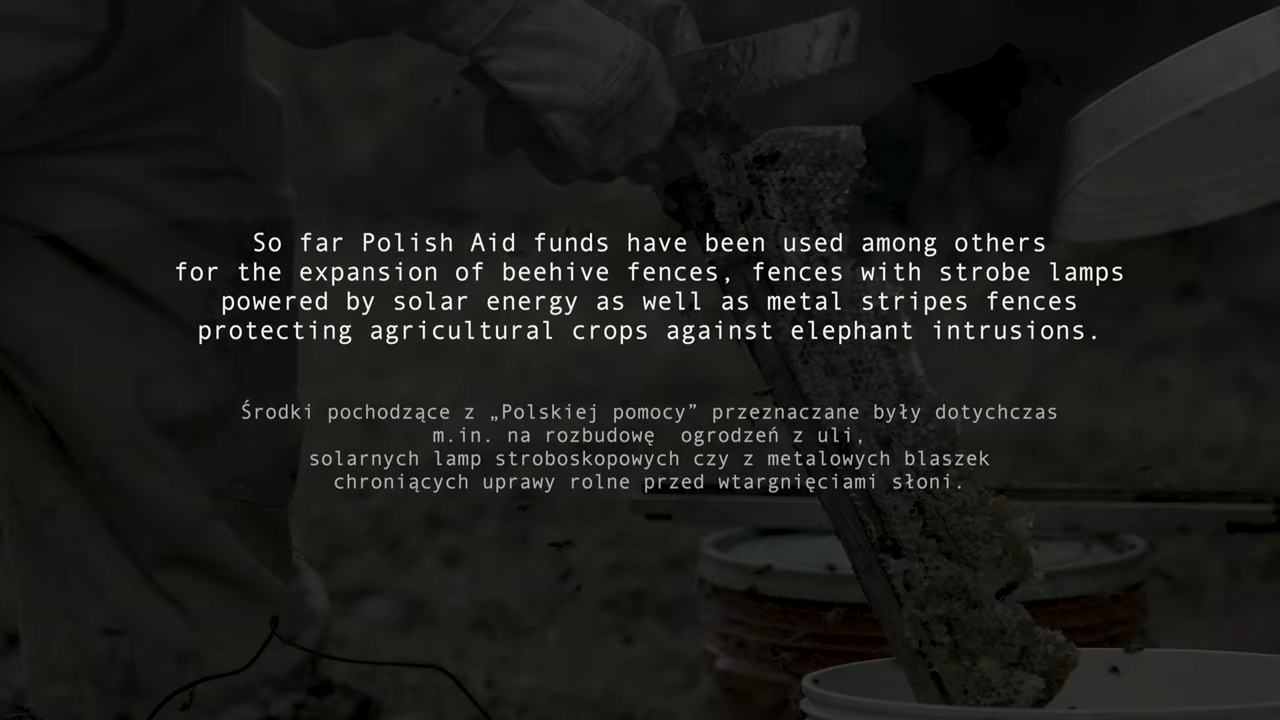 So far Polish Aid funds have been used among others
for the expansion of beehive fences, fences with strobe lamps
powered by solar energy as well as metal stripes fences
protecting agricultural crops against elephant intrusions.
Środki pochodzące z „Polskiej pomocy” przeznaczane były dotychczas
m.in. na rozbudowę ogrodzeń z uli,
solarnych lamp stroboskopowych czy z metalowych blaszek
chroniących uprawy rolne przed wtargnięciami słoni.